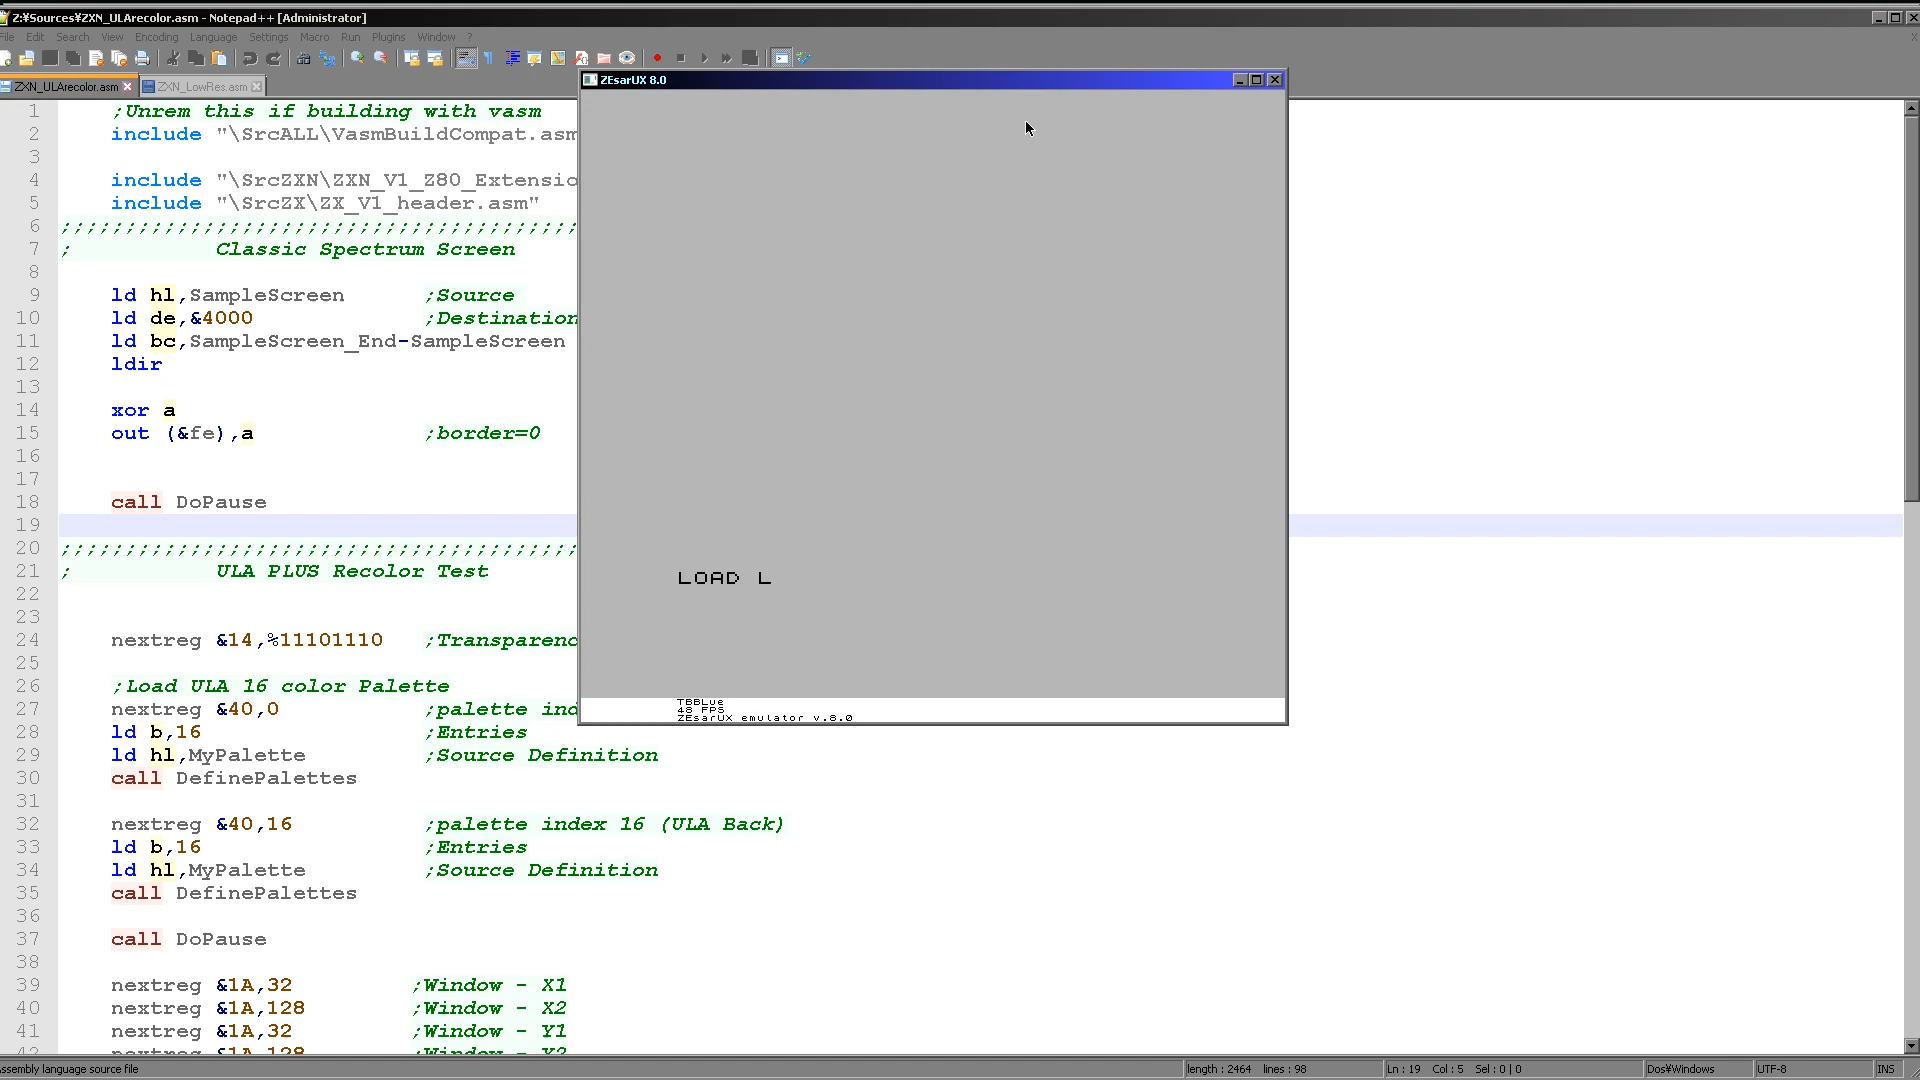 Z:¥Sources¥ZXN_ULArecolor.asm - Notepad++ [Administrator]
File Edit Search View Encoding Language Settings Macro Run Plugins Window ?
ZXN_ULArecolor.asm ZXN_LowRes.asm
1 ;Unrem this if building with vasm
2 include "\SrcALL\VasmBuildCompat.asm
3
4 include "\SrcZXN\ZXN_V1_Z80_Extensio
5 include "\SrcZX\ZX_V1_header.asm"
6 ;;;;;;;;;;;;;;;;;;;;;;;;;;;;;;;;;;;;;;;;
7 ; Classic Spectrum Screen
8
9 ld hl,SampleScreen ;Source
10 ld de,&4000 ;Destination
11 ld bc,SampleScreen_End-SampleScreen
12 ldir
13
14 xor a
15 out (&fe),a ;border=0
16
17
18 call DoPause
19
20 ;;;;;;;;;;;;;;;;;;;;;;;;;;;;;;;;;;;;;;;;
21 ; ULA PLUS Recolor Test
22
23
24 nextreg &14,%11101110 ;Transparenc
25
26 ;Load ULA 16 color Palette
27 nextreg &40,0 ;palette ind
28 ld b,16 ;Entries
29 ld hl,MyPalette ;Source Definition
30 call DefinePalettes
31
32 nextreg &40,16 ;palette index 16 (ULA Back)
33 ld b,16 ;Entries
34 ld hl,MyPalette ;Source Definition
35 call DefinePalettes
36
37 call DoPause
38
39 nextreg &1A,32 ;Window - X1
40 nextreg &1A,128 ;Window - X2
41 nextreg &1A,32 ;Window - Y1
42 nextreg &1A,128 ;Window - Y2
ZEsarUX 8.0
LOAD L
TBBLue
48 FPS
ZEsarUX emulator v.8.0
ssembly language source file length : 2464 lines : 98 Ln : 19 Col : 5 Sel : 0 | 0 Dos¥Windows UTF-8 INS